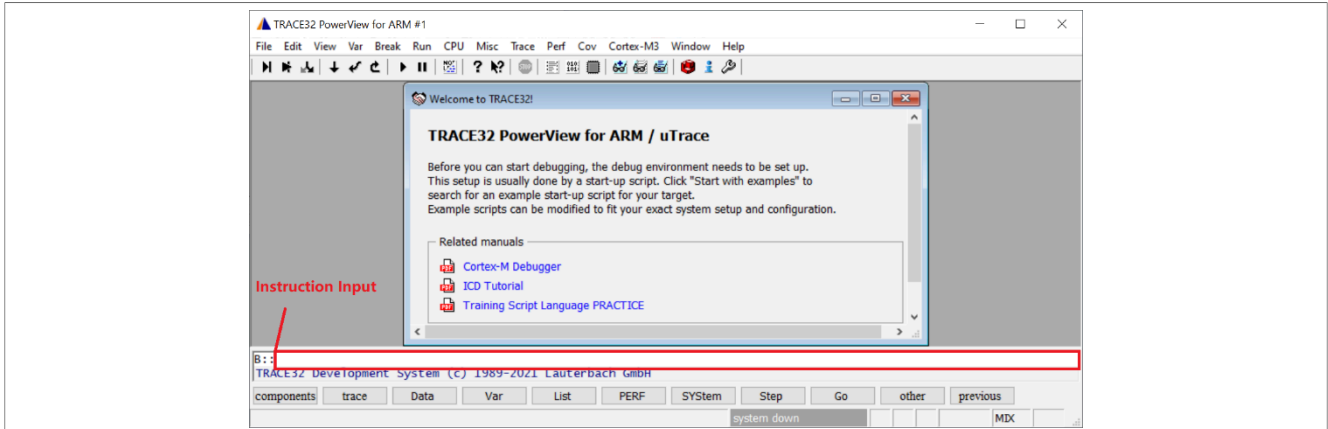 TRACE32 PowerView for ARM #1
File Edit View Var Break Run CPU Misc Trace Perf Cov Cortex-M3 Window Help
Welcome to TRACE32!
TRACE32 PowerView for ARM / uTrace
Before you can start debugging, the debug environment needs to be set up.
This setup is usually done by a start-up script. Click "Start with examples" to
search for an example start-up script for your target.
Example scripts can be modified to fit your exact system setup and configuration.
Related manuals
Cortex-M Debugger
ICD Tutorial
Training Script Language PRACTICE
Instruction Input
B::
TRACE32 Development System (c) 1989-2021 Lauterbach GmbH
components trace Data Var List PERF SYStem Step Go other previous
system down MIX